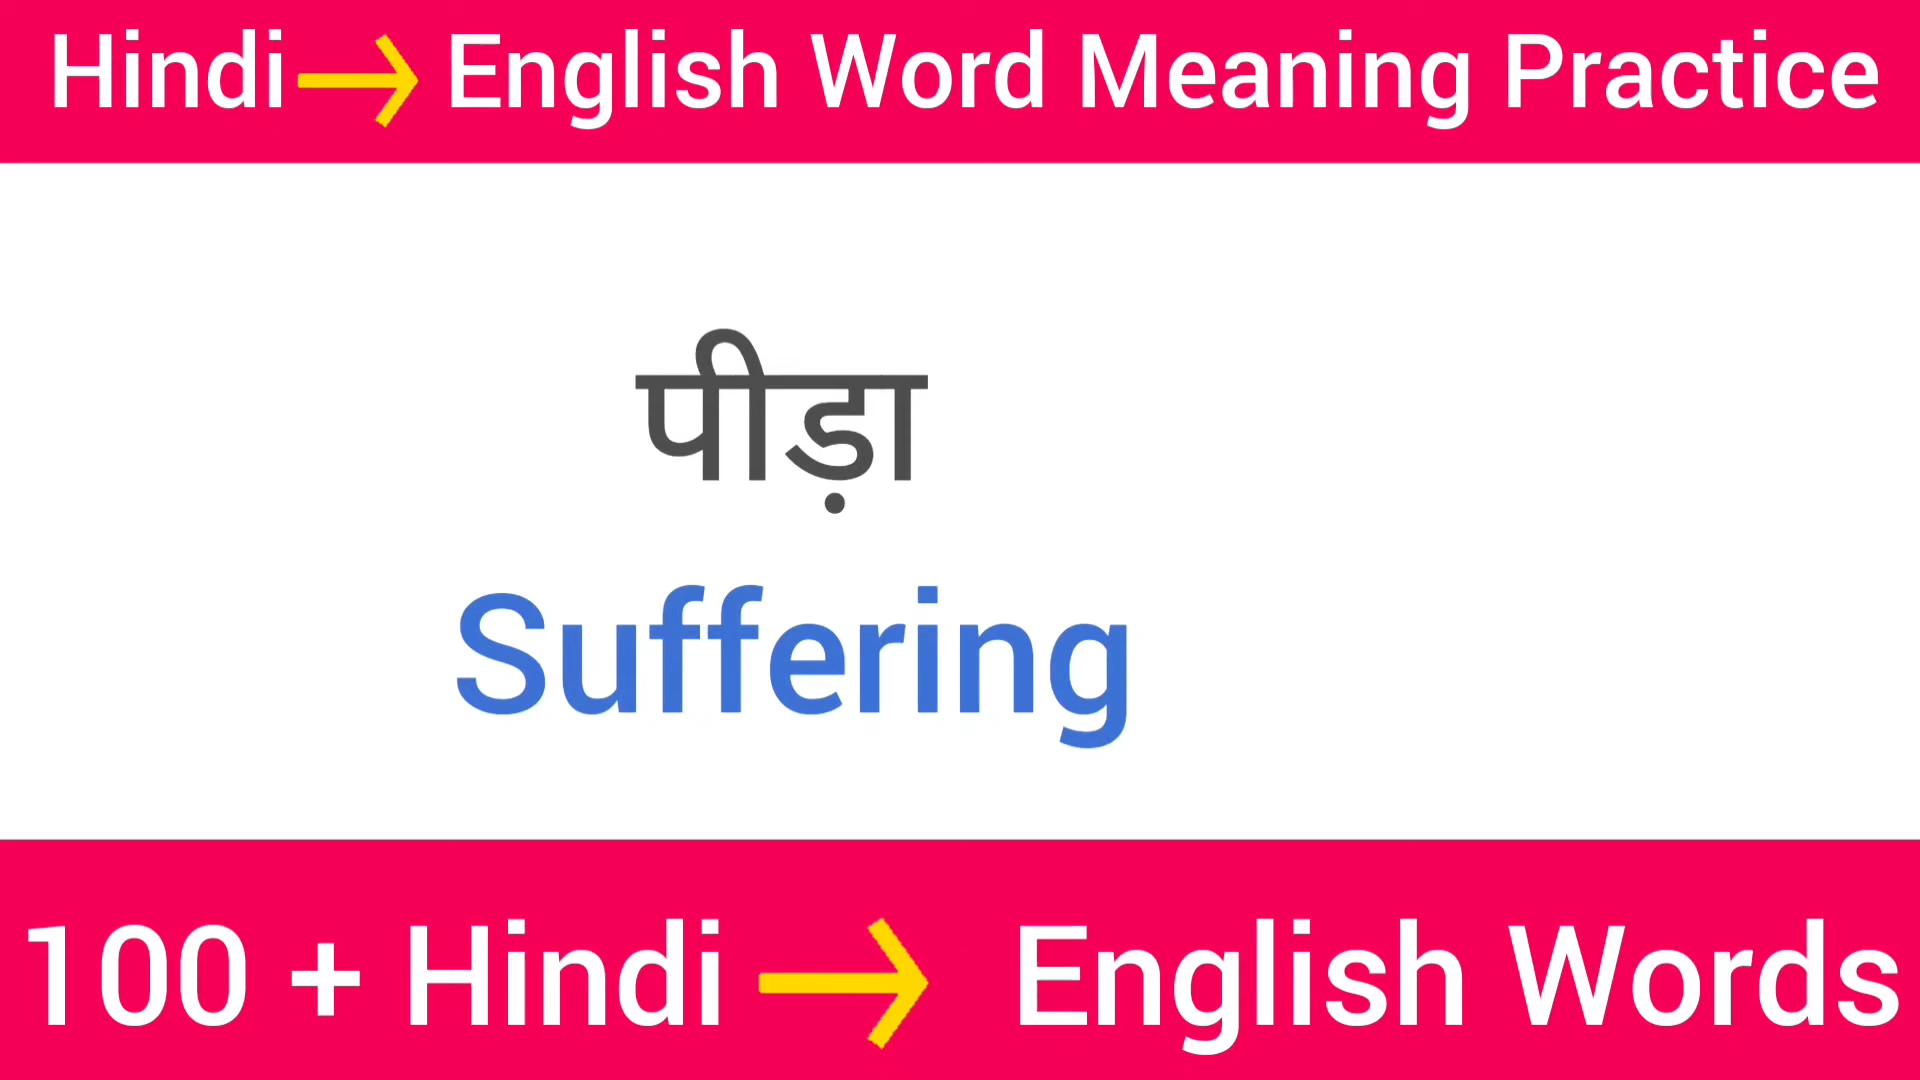 Hindi→ English Word Meaning Practice
पीड़ा
Suffering
100 + Hindi → English Words